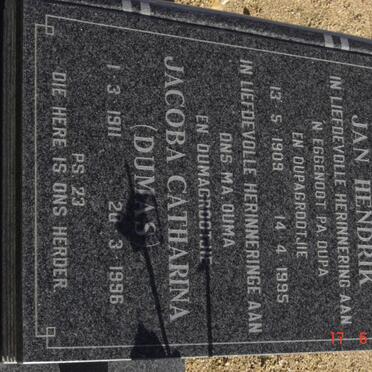 IN LIEFDEVOLLE HERINNERING AAN
JAN HENDRIK
'N EGGENOOT PA OUPA
EN OUPAGROOTJIE
13 5 1909 14 4 1995
IN LIEFDEVOLLE HERINNERINGE AAN
ONS MA OUMA
EN OUMAGROOTJIE
JACOBA CATHARINA
(DUMAS)
1 3 1911 3 1996
PS 23
DIE HERE IS ONS HERDER
17 6